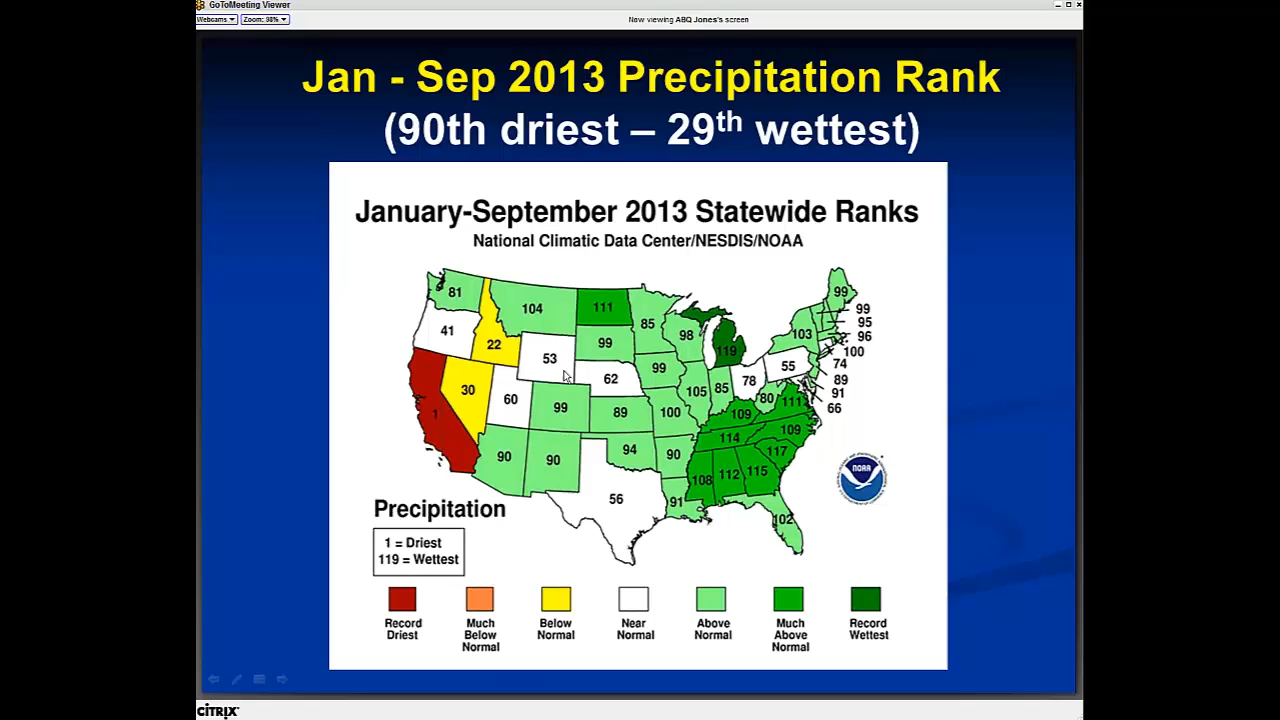 GoToMeeting Viewer
Webcams
Zoom: 38%
Now viewing ABQ Jones's screen
Jan - Sep 2013 Precipitation Rank
(90th driest – 29th wettest)
January-September 2013 Statewide Ranks
National Climatic Data Center/NESDIS/NOAA
81
104
111
85
99
99
41
22
53
99
98
119
103
95
96
100
74
89
91
66
30
60
62
99
105
85
78
55
80
111
1
99
89
100
109
109
90
90
94
90
114
117
56
91
108
112
115
102
NOAA
Precipitation
1 = Driest
119 = Wettest
Record
Driest
Much
Below
Normal
Below
Normal
Near
Normal
Above
Normal
Much
Above
Normal
Record
Wettest
CITRIX